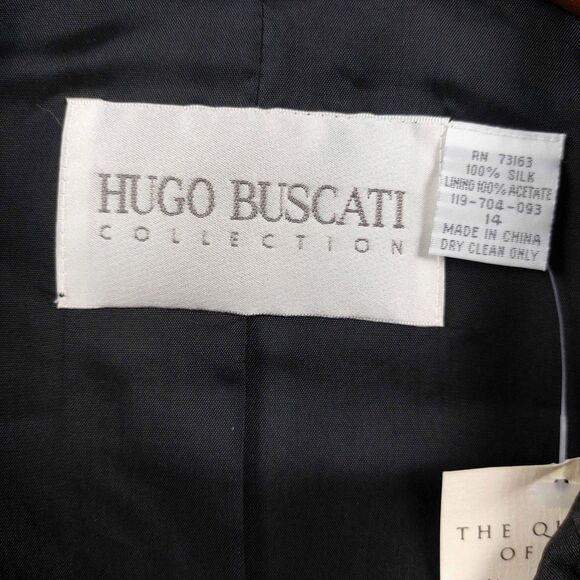 HUGO BUSCATI
COLLECTION
RN 73163
100% SILK
LINING 100% ACETATE
119-704-093
14
MADE IN CHINA
DRY CLEAN ONLY
THE
OF